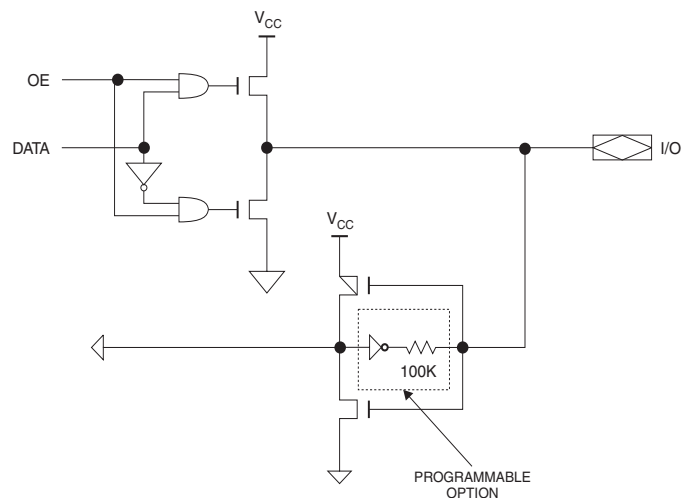 V_CC
OE
DATA
I/O
V_CC
100K
PROGRAMMABLE
OPTION